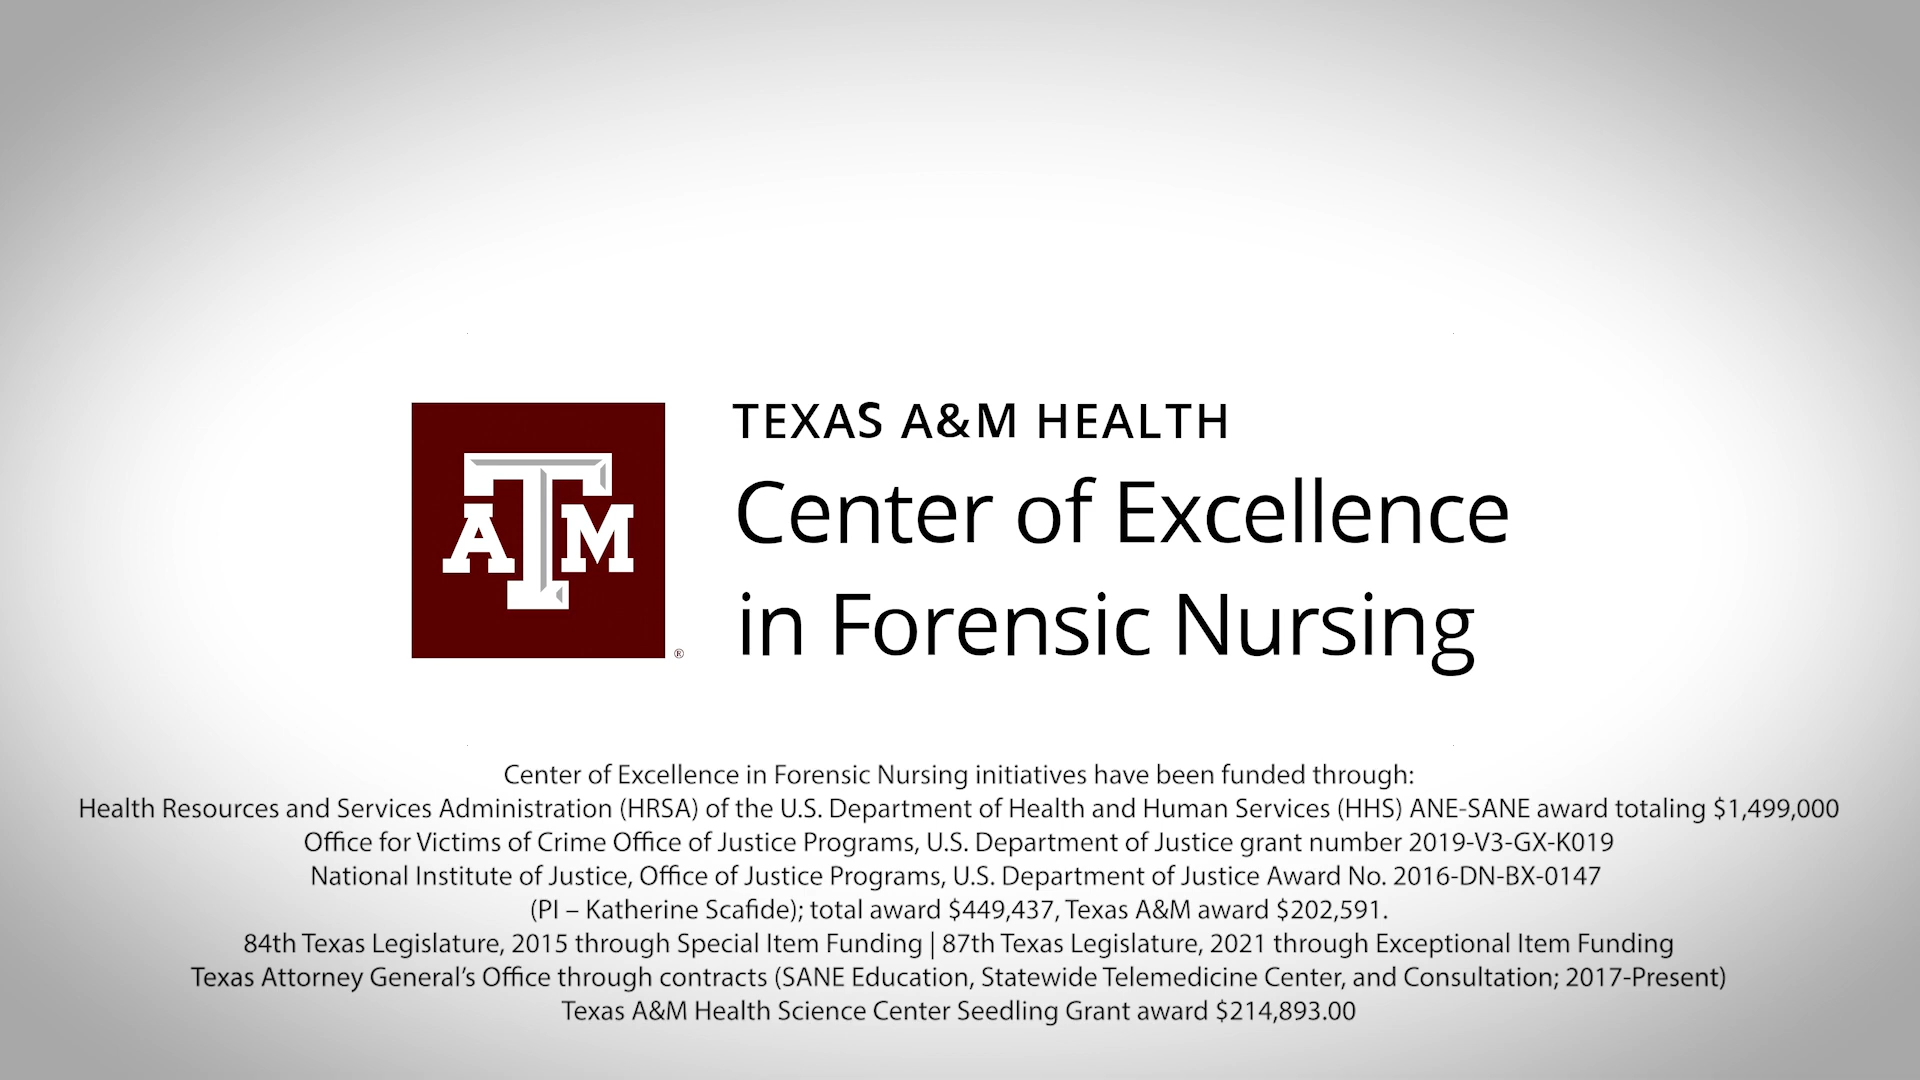 ATM
®
TEXAS A&M HEALTH
Center of Excellence
in Forensic Nursing
Center of Excellence in Forensic Nursing initiatives have been funded through:
Health Resources and Services Administration (HRSA) of the U.S. Department of Health and Human Services (HHS) ANE-SANE award totaling $1,499,000
Office for Victims of Crime Office of Justice Programs, U.S. Department of Justice grant number 2019-V3-GX-K019
National Institute of Justice, Office of Justice Programs, U.S. Department of Justice Award No. 2016-DN-BX-0147
(PI – Katherine Scafide); total award $449,437, Texas A&M award $202,591.
84th Texas Legislature, 2015 through Special Item Funding | 87th Texas Legislature, 2021 through Exceptional Item Funding
Texas Attorney General’s Office through contracts (SANE Education, Statewide Telemedicine Center, and Consultation; 2017-Present)
Texas A&M Health Science Center Seedling Grant award $214,893.00